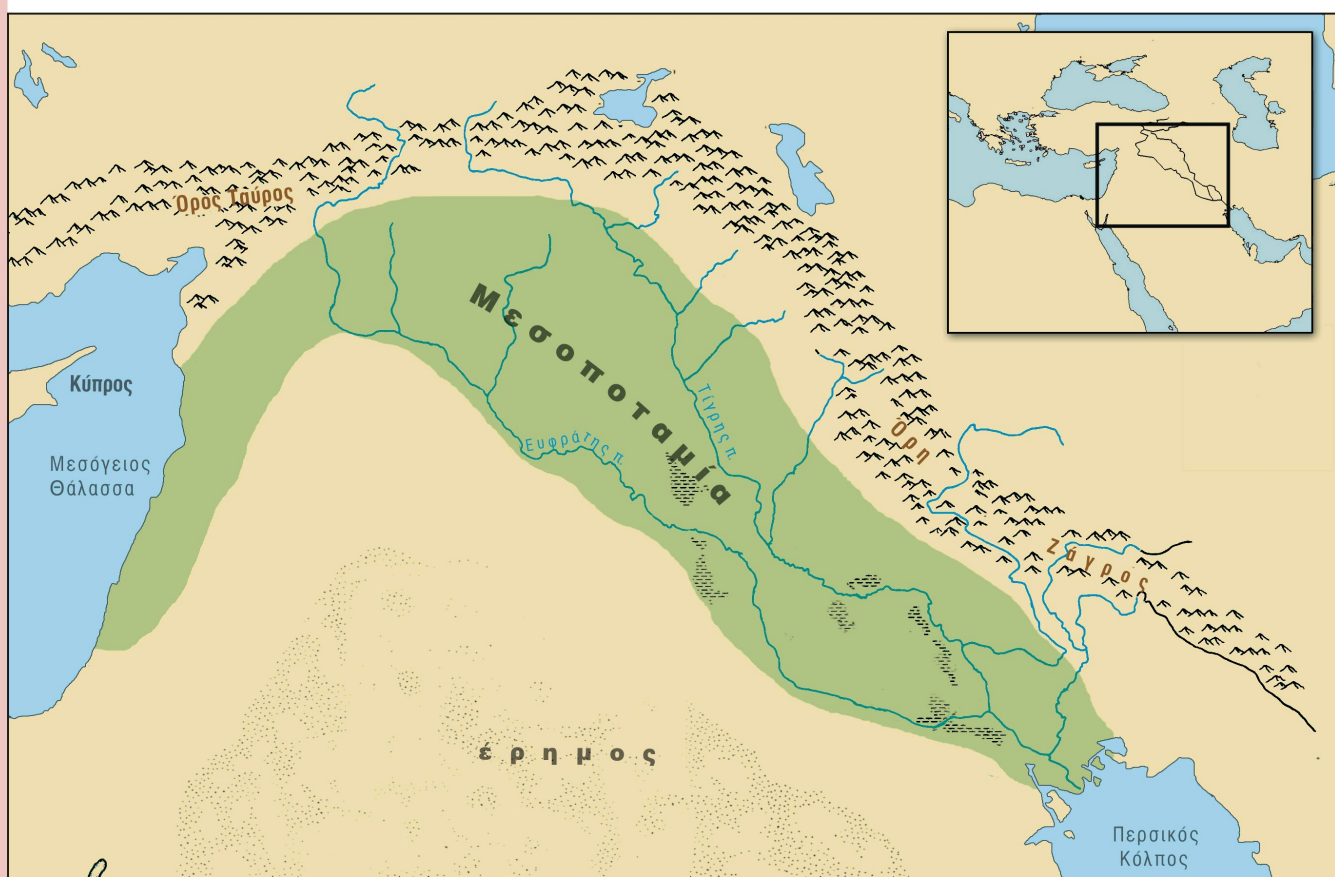 Όρος Ταύρος
Μεσοποταμία
Κύπρος
Τίγρης π.
Ευφράτης π.
Όρη
Μεσόγειος
Θάλασσα
Ζάγρος
έρημος
Περσικός
Κόλπος